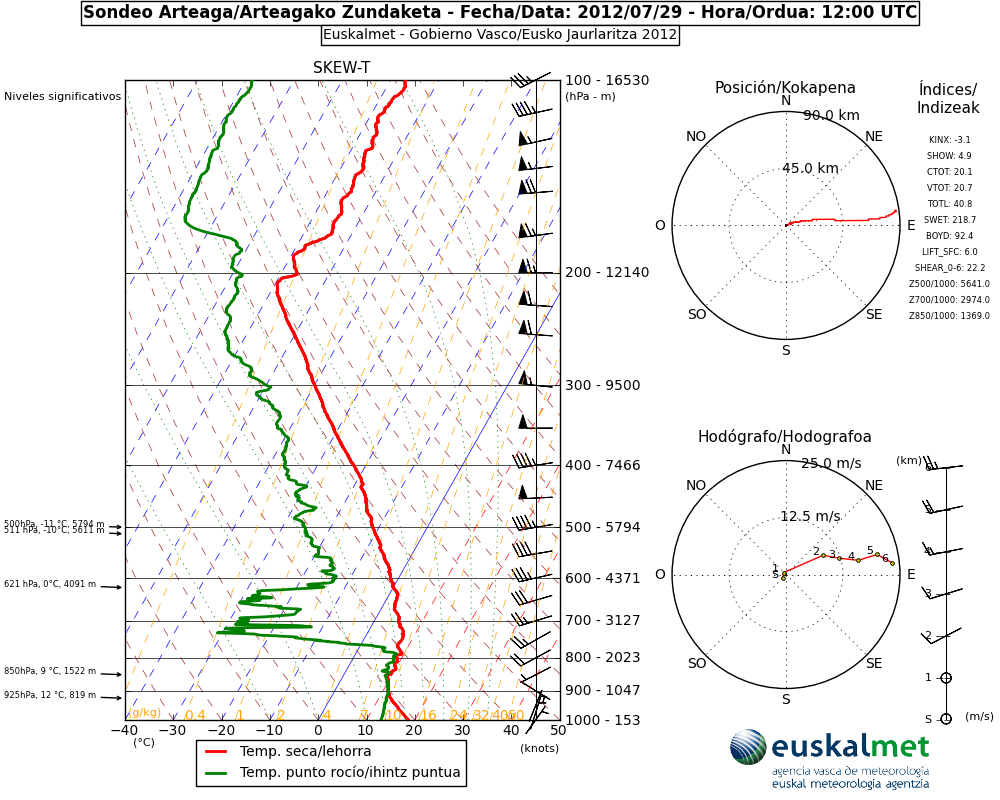 Sondeo Arteaga/Arteagako Zundaketa - Fecha/Data: 2012/07/29 - Hora/Ordua: 12:00 UTC
Euskalmet - Gobierno Vasco/Eusko Jaurlaritza 2012
SKEW-T
Niveles significativos
100 - 16530
(hPa - m)
200 - 12140
300 - 9500
400 - 7466
500hPa, -11 °C, 5794 m
511 hPa, -10°C, 5611 m
500 - 5794
621 hPa, 0°C, 4091 m
600 - 4371
700 - 3127
850hPa, 9 °C, 1522 m
800 - 2023
925hPa, 12 °C, 819 m
900 - 1047
(g/kg) 0.4 1 2 4 7 10 16 24 32 40 50
1000 - 153
−40 −30 −20 −10 0 10 20 30 40 50
(°C)
(knots)
Temp. seca/lehorra
Temp. punto rocío/ihintz puntua
Posición/Kokapena
N
90.0 km
NO
NE
45.0 km
O
E
SO
SE
S
Índices/
Indizeak
KINX: -3.1
SHOW: 4.9
CTOT: 20.1
VTOT: 20.7
TOTL: 40.8
SWET: 218.7
BOYD: 92.4
LIFT_SFC: 6.0
SHEAR_0-6: 22.2
Z500/1000: 5641.0
Z700/1000: 2974.0
Z850/1000: 1369.0
Hodógrafo/Hodografoa
N
25.0 m/s
NO
NE
12.5 m/s
1
S
2
3
4
5
6
O
E
SO
SE
S
(km)
6
5
4
3
2
1
S
(m/s)
euskalmet
agencia vasca de meteorología
euskal meteorologia agentzia